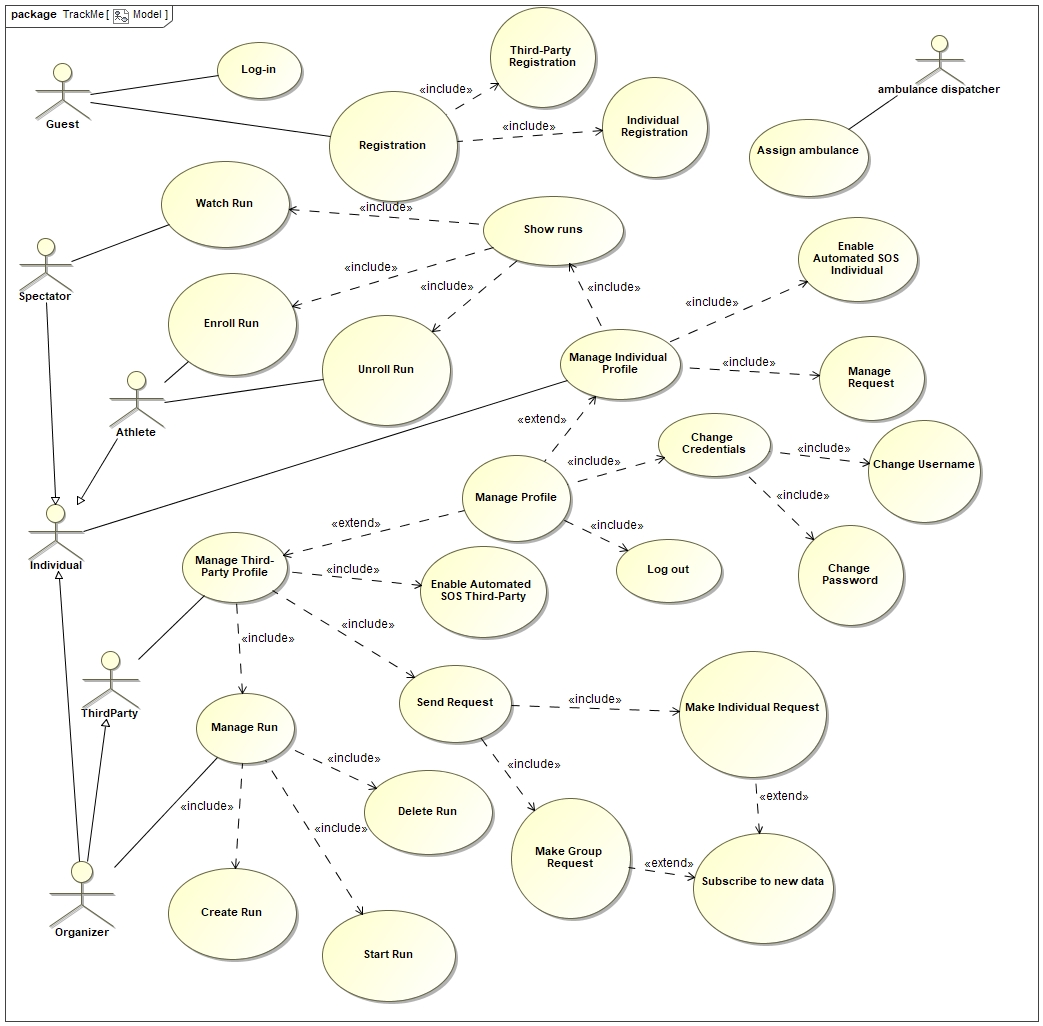 package TrackMe [ Model ]
Third-Party
Registration
Log-in
«include»
ambulance dispatcher
Guest
«include»
Individual
Registration
Registration
Assign ambulance
Watch Run
«include»
Show runs
Enable
Automated SOS
Individual
Spectator
«include»
«include»
«include»
«include»
Enroll Run
Unroll Run
Manage Individual
Profile
«include»
Manage
Request
Athlete
«extend»
Change
Credentials
«include»
«include»
Change Username
Manage Profile
«include»
«extend»
«include»
Individual
Manage Third-
Party Profile
«include»
Enable Automated
SOS Third-Party
Log out
Change
Password
«include»
«include»
ThirdParty
Send Request
«include»
Make Individual Request
Manage Run
«include»
«include»
«include»
«extend»
Delete Run
«include»
Make Group
Request
«extend»
Subscribe to new data
Organizer
Create Run
Start Run